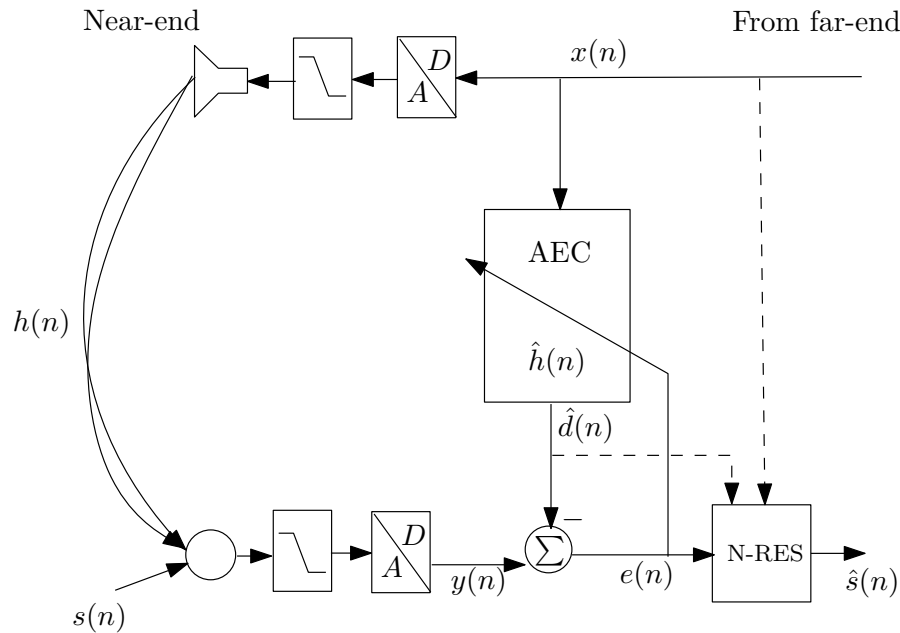 Near-end
From far-end
x(n)
D
A
AEC
h(n)
ĥ(n)
d̂(n)
−
D
A
∑
N-RES
y(n)
e(n)
ŝ(n)
s(n)